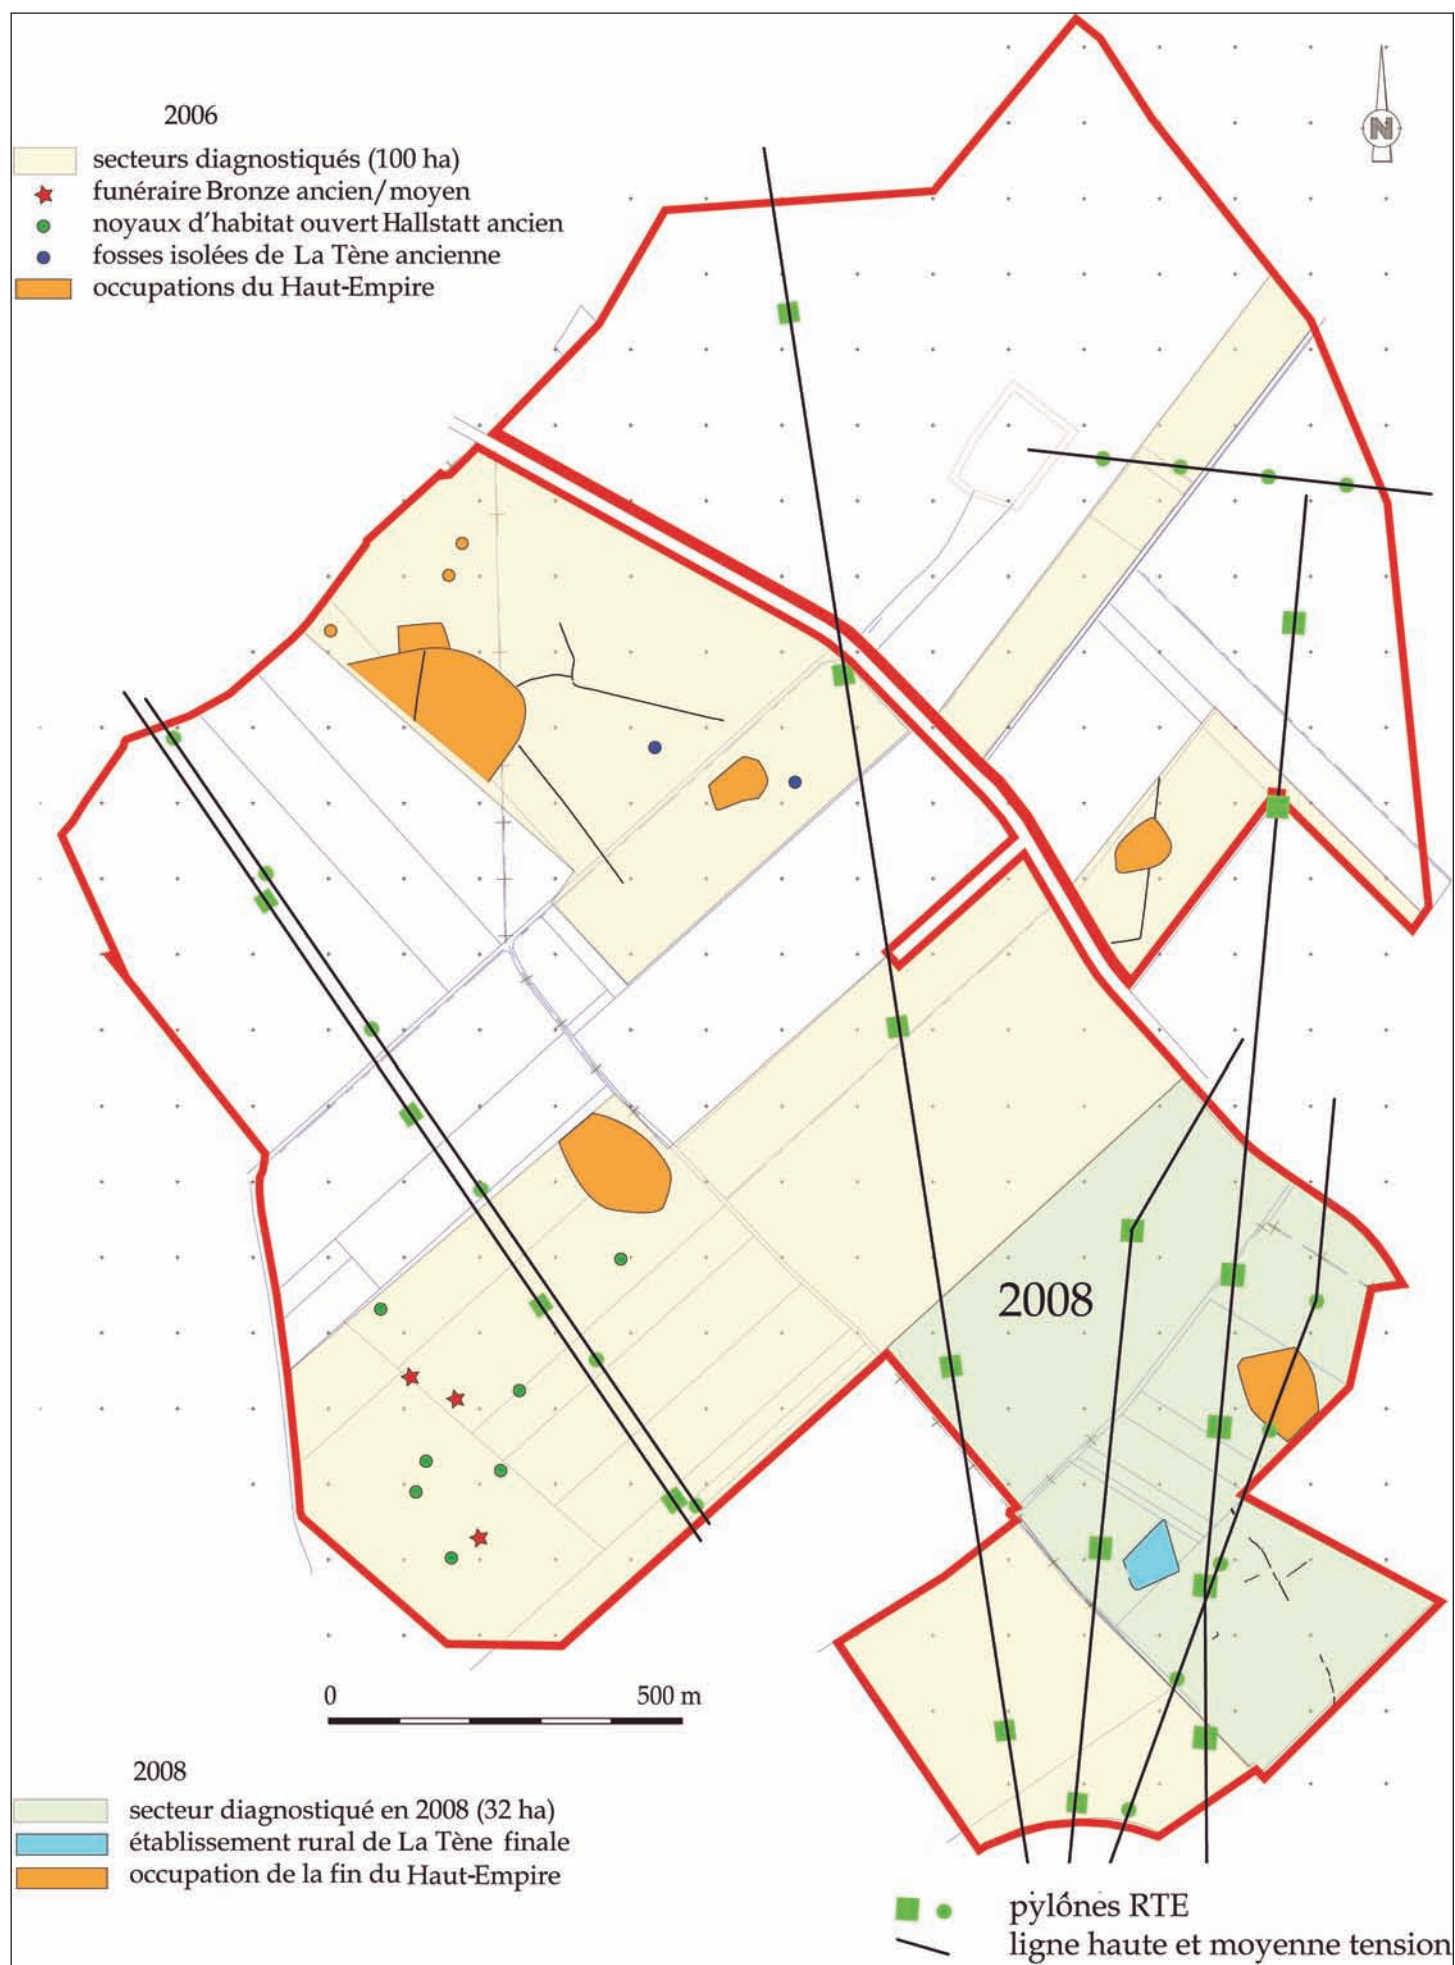 2006
secteurs diagnostiqués (100 ha)
funéraire Bronze ancien/moyen
noyaux d'habitat ouvert Hallstatt ancien
fosses isolées de La Tène ancienne
occupations du Haut-Empire
N
2008
0 500 m
2008
secteur diagnostiqué en 2008 (32 ha)
établissement rural de La Tène finale
occupation de la fin du Haut-Empire
pylônes RTE
ligne haute et moyenne tension